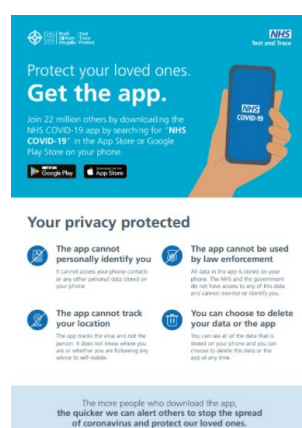 GIG
NHS
Test
Trace
Protect
NHS
Test and Trace
Protect your loved ones.
Get the app.
Join 22 million others by downloading the
NHS COVID-19 app by searching for "NHS
COVID-19" in the App Store or Google
Play Store on your phone.
NHS
COVID-19
GET IT ON
Google Play
App Store
Your privacy protected
The app cannot
personally identify you
It cannot access your phone contacts
or any other personal data stored on
your phone.
The app cannot be used
by law enforcement
All data in the app is stored on your
phone. The NHS and the government
do not have access to any of this data
and cannot monitor or identify you.
The app cannot track
your location
The app tracks the virus and not the
person. It does not know where you
are or whether you are following any
advice to self-isolate.
You can choose to delete
your data or the app
You can see all of the data that is
stored on your phone and you can
choose to delete this data or the
app at any time.
The more people who download the app,
the quicker we can alert others to stop the spread
of coronavirus and protect our loved ones.